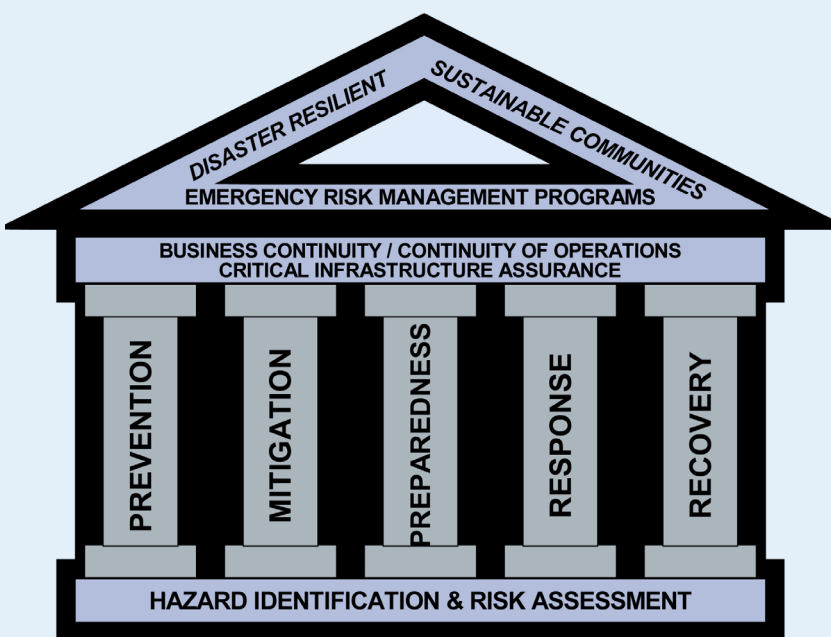 DISASTER RESILIENT
SUSTAINABLE COMMUNITIES
EMERGENCY RISK MANAGEMENT PROGRAMS
BUSINESS CONTINUITY / CONTINUITY OF OPERATIONS
CRITICAL INFRASTRUCTURE ASSURANCE
PREVENTION
MITIGATION
PREPAREDNESS
RESPONSE
RECOVERY
HAZARD IDENTIFICATION & RISK ASSESSMENT